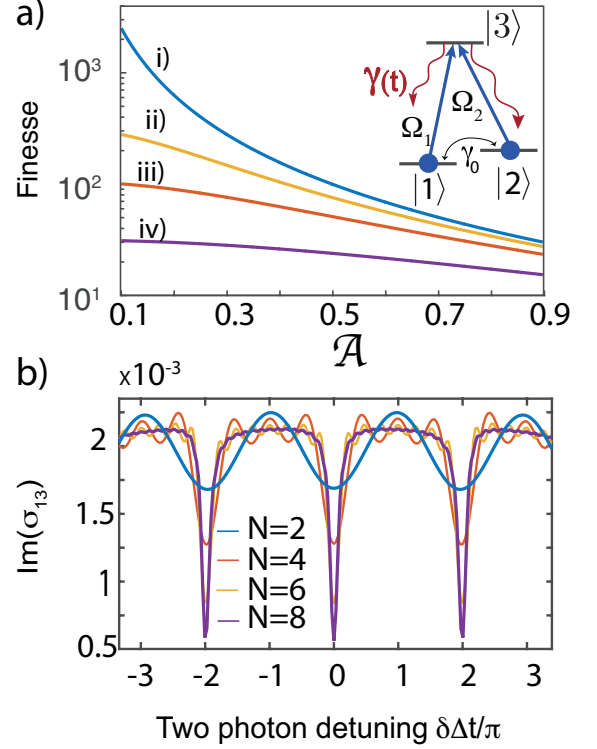 a)
Finesse
10³
10²
10¹
i)
ii)
iii)
iv)
|3⟩
γ(t)
Ω₁
Ω₂
γ₀
|1⟩
|2⟩
0.1 0.3 0.5 0.7 0.9
𝒜
b)
x10⁻³
Im(σ₁₃)
2
1.5
1
0.5
N=2
N=4
N=6
N=8
-3 -2 -1 0 1 2 3
Two photon detuning δΔt/π